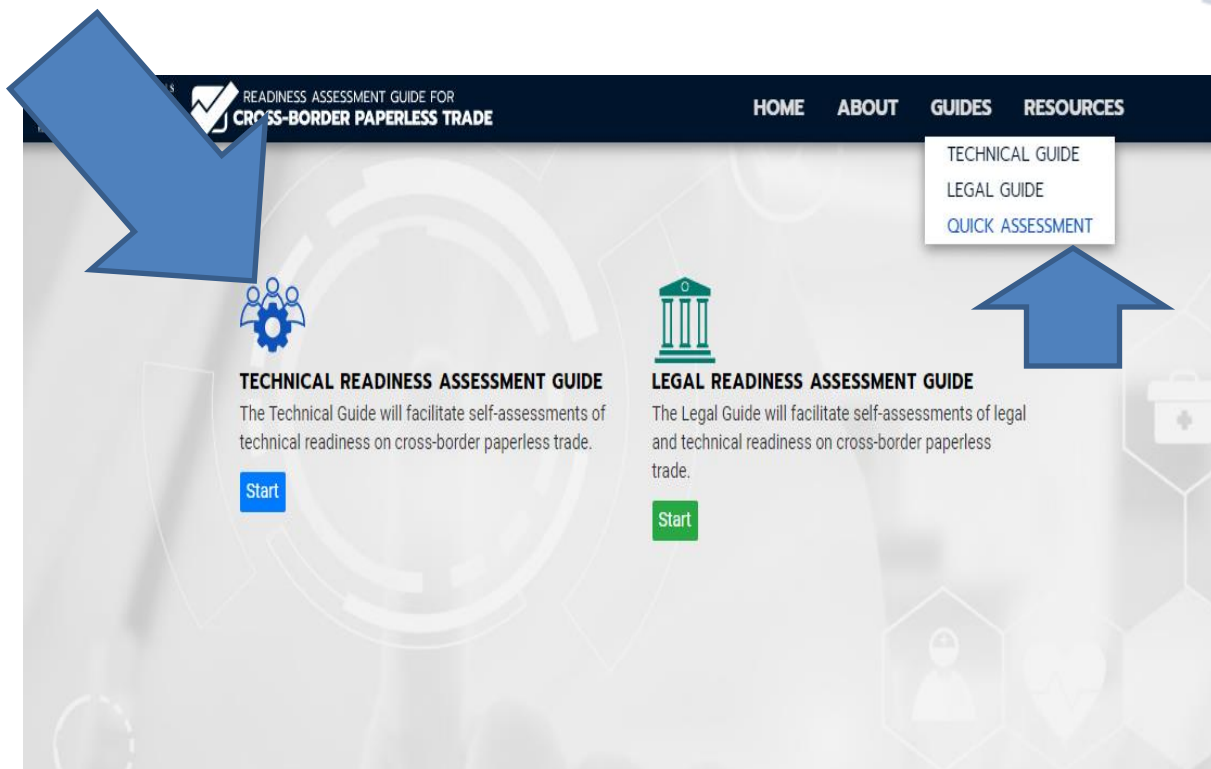 READINESS ASSESSMENT GUIDE FOR
CROSS-BORDER PAPERLESS TRADE
HOME ABOUT GUIDES RESOURCES
TECHNICAL GUIDE
LEGAL GUIDE
QUICK ASSESSMENT
TECHNICAL READINESS ASSESSMENT GUIDE
The Technical Guide will facilitate self-assessments of
technical readiness on cross-border paperless trade.
Start
LEGAL READINESS ASSESSMENT GUIDE
The Legal Guide will facilitate self-assessments of legal
and technical readiness on cross-border paperless
trade.
Start